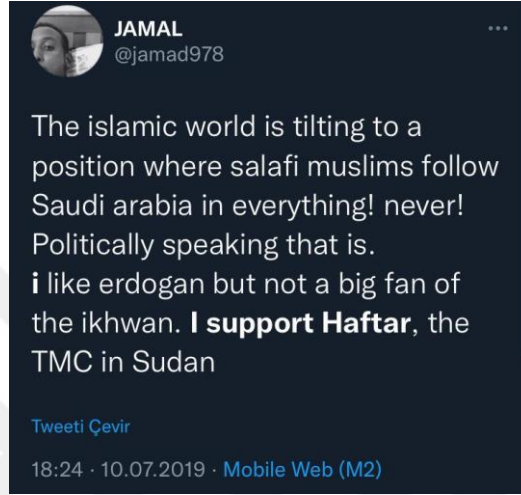 JAMAL
@jamad978
The islamic world is tilting to a
position where salafi muslims follow
Saudi arabia in everything! never!
Politically speaking that is.
i like erdogan but not a big fan of
the ikhwan. I support Haftar, the
TMC in Sudan
Tweeti Çevir
18:24 · 10.07.2019 · Mobile Web (M2)